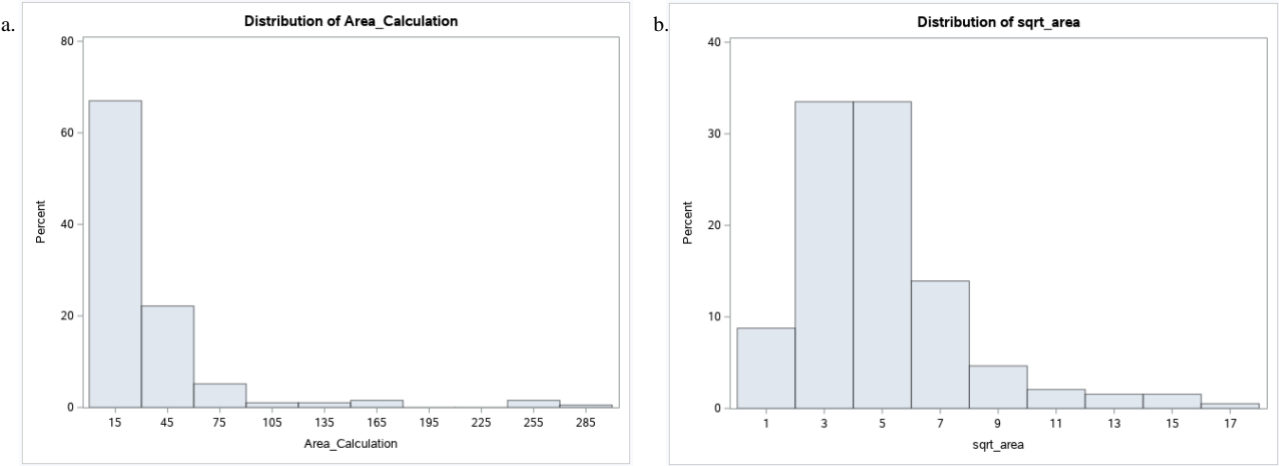 a.
Distribution of Area_Calculation
80
60
40
20
0
Percent
15 45 75 105 135 165 195 225 255 285
Area_Calculation
b.
Distribution of sqrt_area
40
30
20
10
0
Percent
1 3 5 7 9 11 13 15 17
sqrt_area